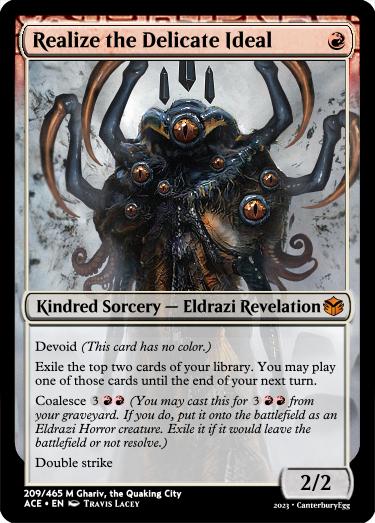 Realize the Delicate Ideal
Kindred Sorcery — Eldrazi Revelation
Devoid (This card has no color.)
Exile the top two cards of your library. You may play
one of those cards until the end of your next turn.
Coalesce 3 (You may cast this for 3 from
your graveyard. If you do, put it onto the battlefield as an
Eldrazi Horror creature. Exile it if it would leave the
battlefield or not resolve.)
Double strike
2/2
209/465 M Ghariv, the Quaking City
ACE • EN Travis Lacey
2023 • CanterburyEgg